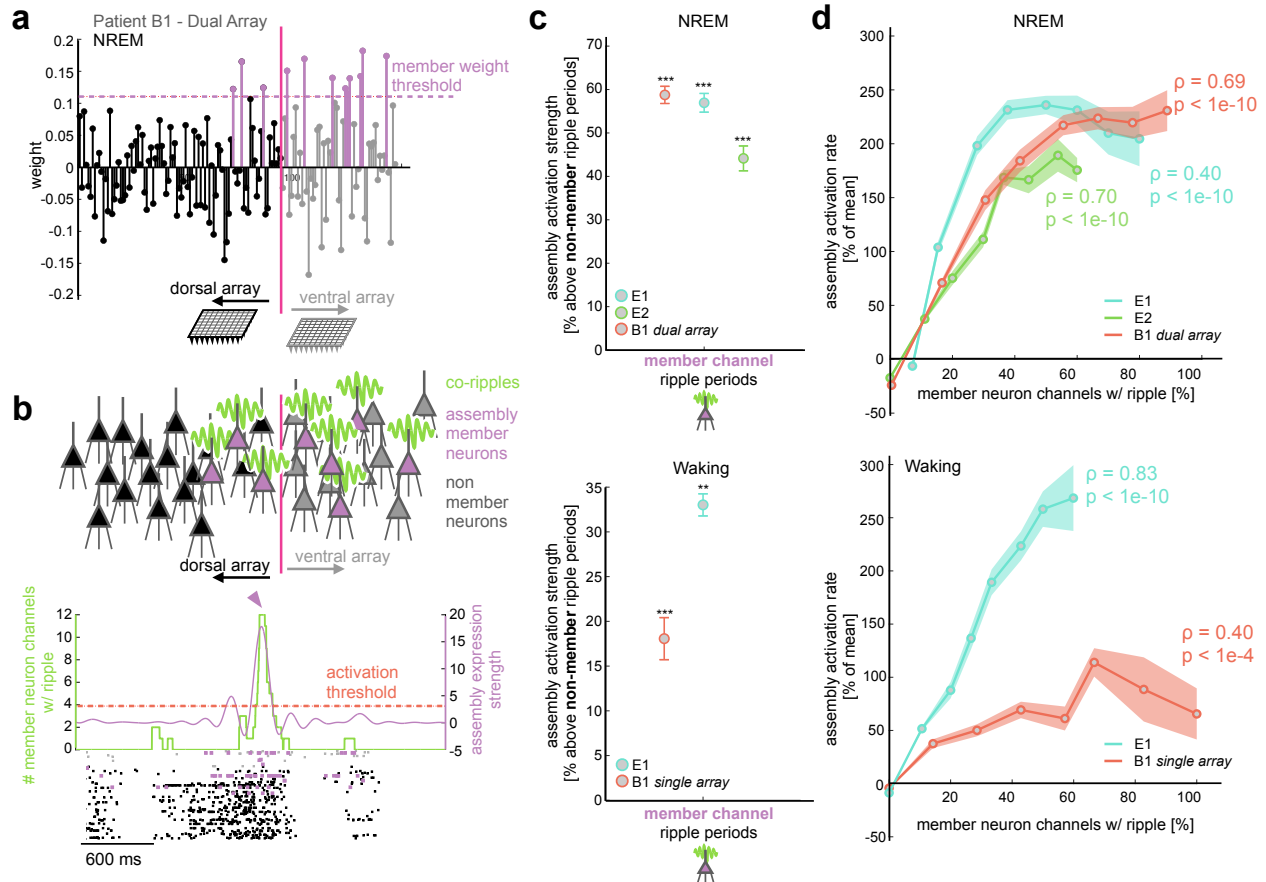 a
Patient B1 - Dual Array
NREM
member weight
threshold
weight
0.2
0.15
0.1
0.05
0
-0.05
-0.1
-0.15
-0.2
100
dorsal array
ventral array
b
co-ripples
assembly
member
neurons
non
member
neurons
dorsal array
ventral array
# member neuron channels
w/ ripple
12
10
8
6
4
2
0
activation
threshold
20
15
10
5
0
-5
assembly expression
strength
600 ms
c
NREM
assembly activation strength
[% above non-member ripple periods]
70
60
50
40
30
20
10
0
***
***
***
E1
E2
B1 dual array
member channel
ripple periods
Waking
assembly activation strength
[% above non-member ripple periods]
35
30
25
20
15
10
5
0
***
**
E1
B1 single array
member channel
ripple periods
d
NREM
assembly activation rate
[% of mean]
300
250
200
150
100
50
0
-50
ρ = 0.69
p < 1e-10
ρ = 0.40
p < 1e-10
ρ = 0.70
p < 1e-10
E1
E2
B1 dual array
20 40 60 80 100
member neuron channels w/ ripple [%]
Waking
assembly activation rate
[% of mean]
300
250
200
150
100
50
0
-50
ρ = 0.83
p < 1e-10
ρ = 0.40
p < 1e-4
E1
B1 single array
20 40 60 80 100
member neuron channels w/ ripple [%]